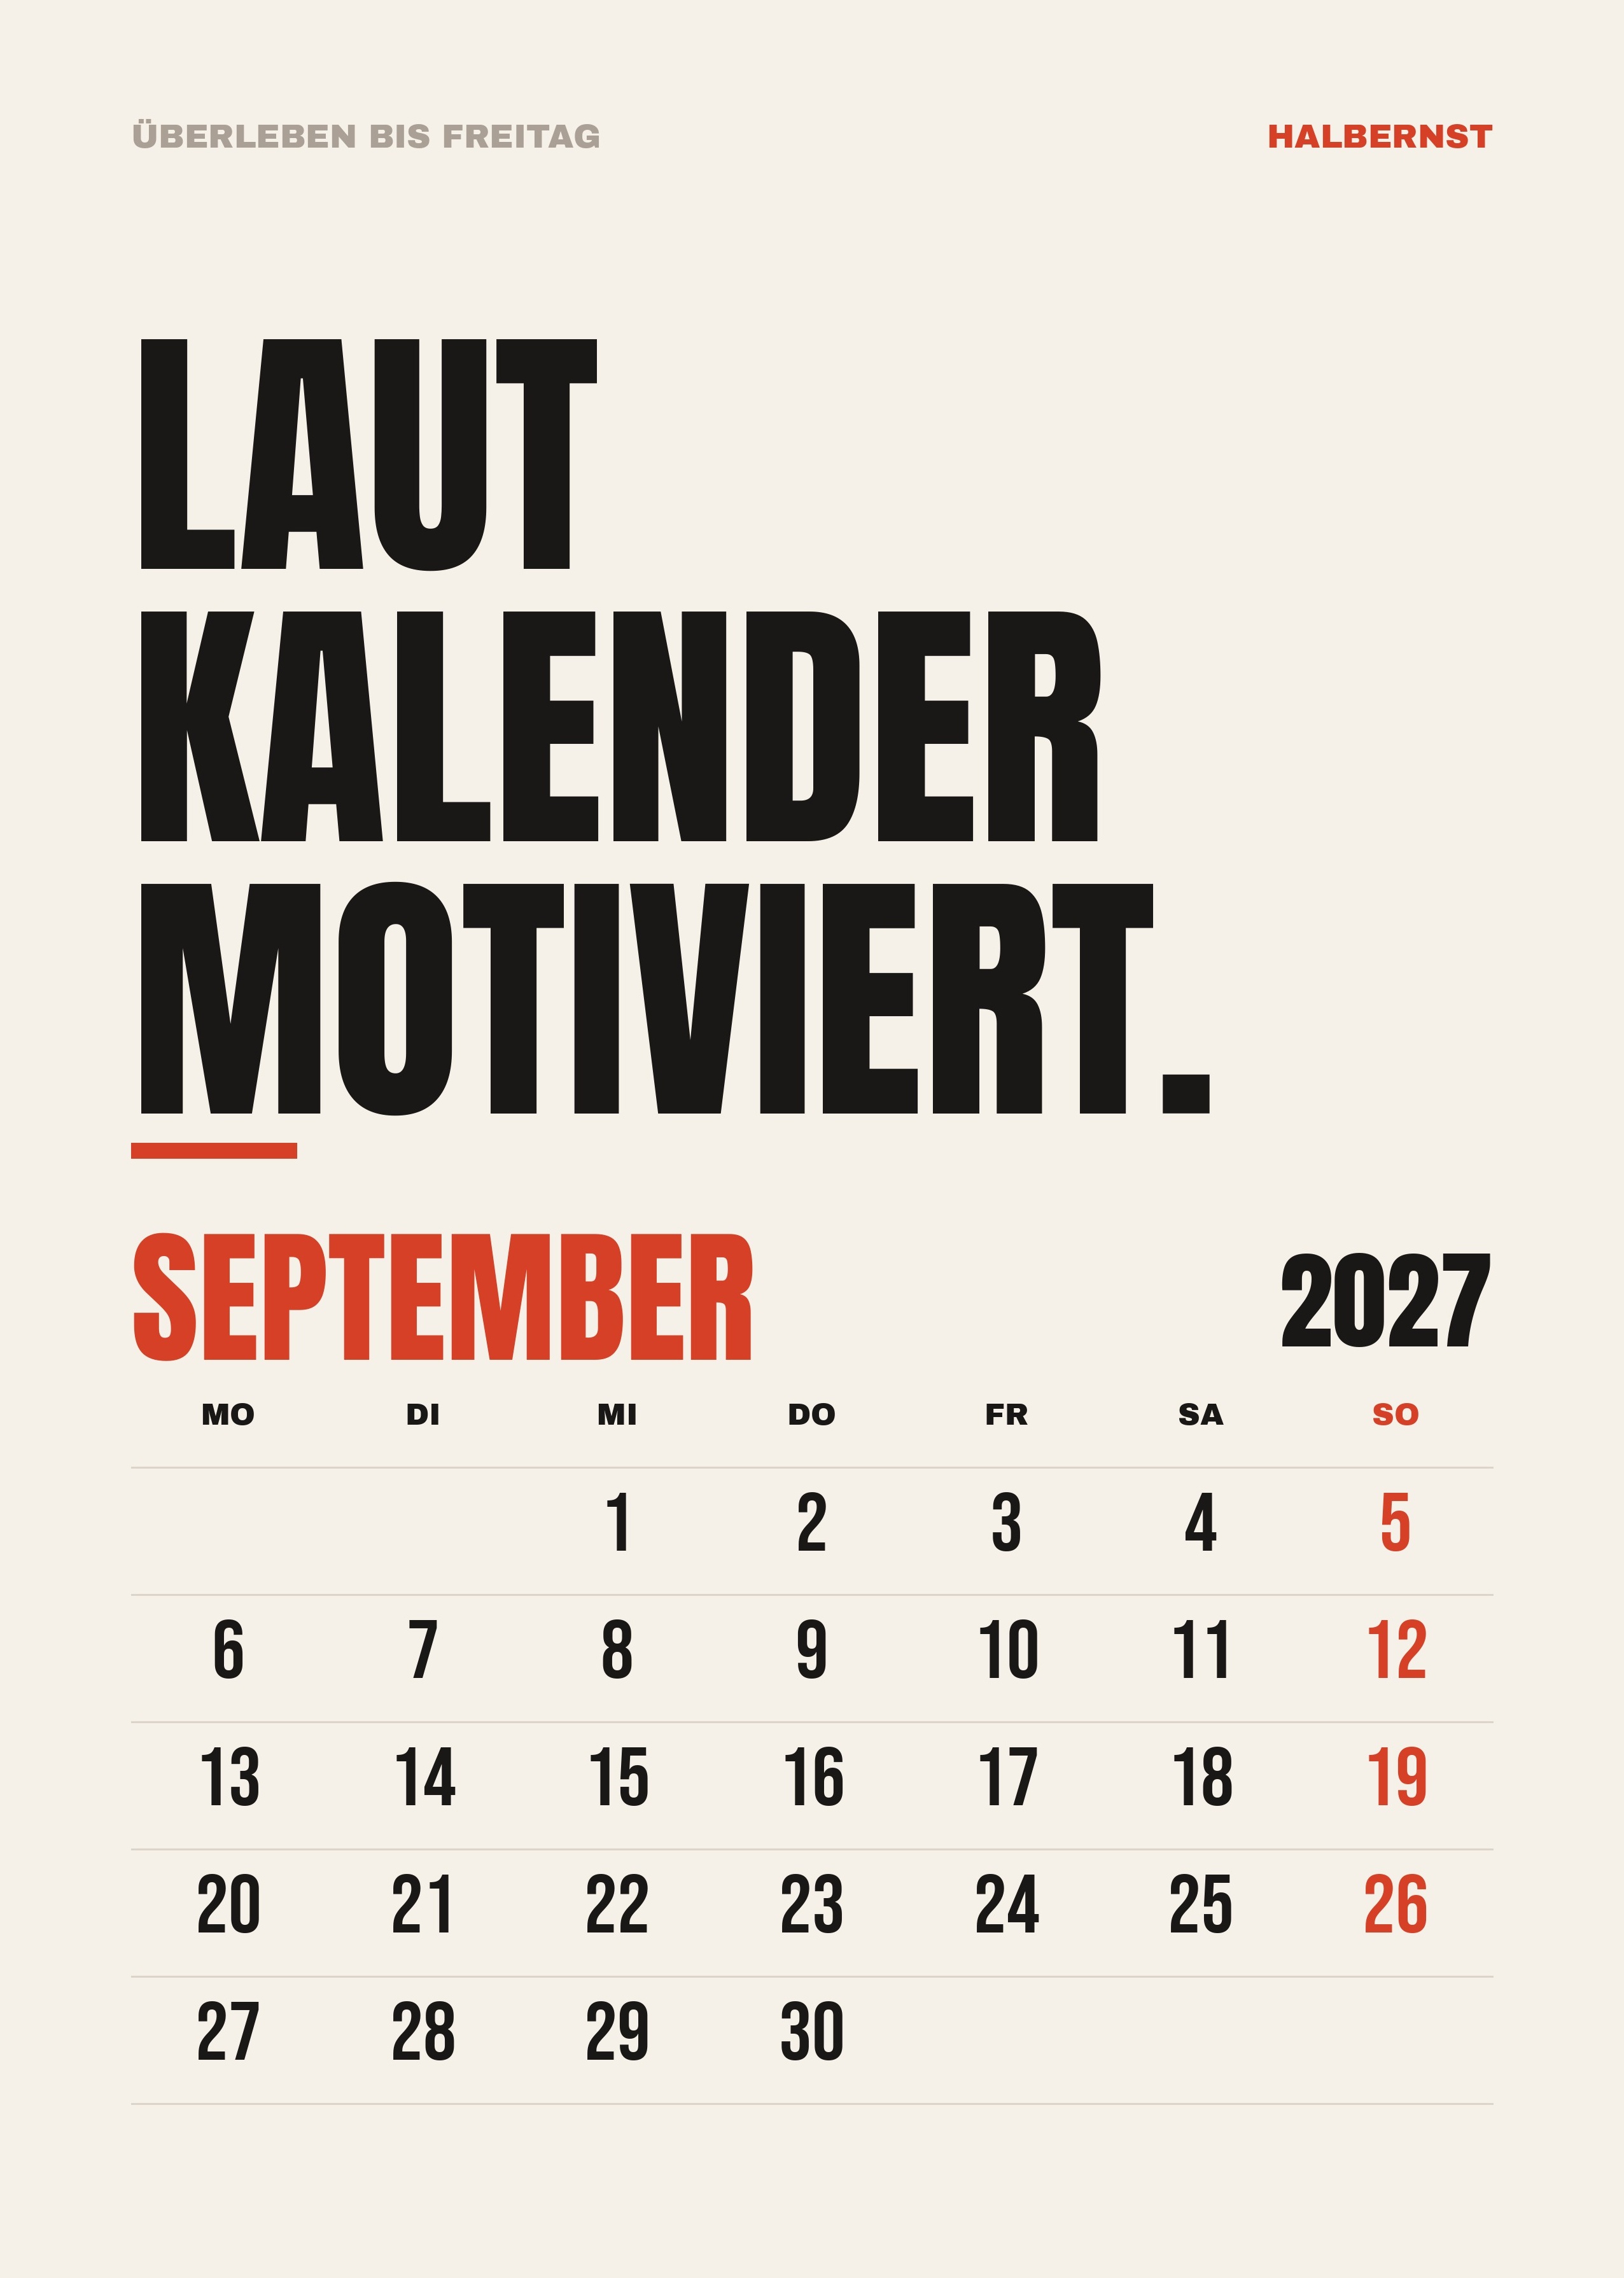 ÜBERLEBEN BIS FREITAG HALBERNST
LAUT
KALENDER
MOTIVIERT.
SEPTEMBER 2027
MO DI MI DO FR SA SO
1 2 3 4 5
6 7 8 9 10 11 12
13 14 15 16 17 18 19
20 21 22 23 24 25 26
27 28 29 30